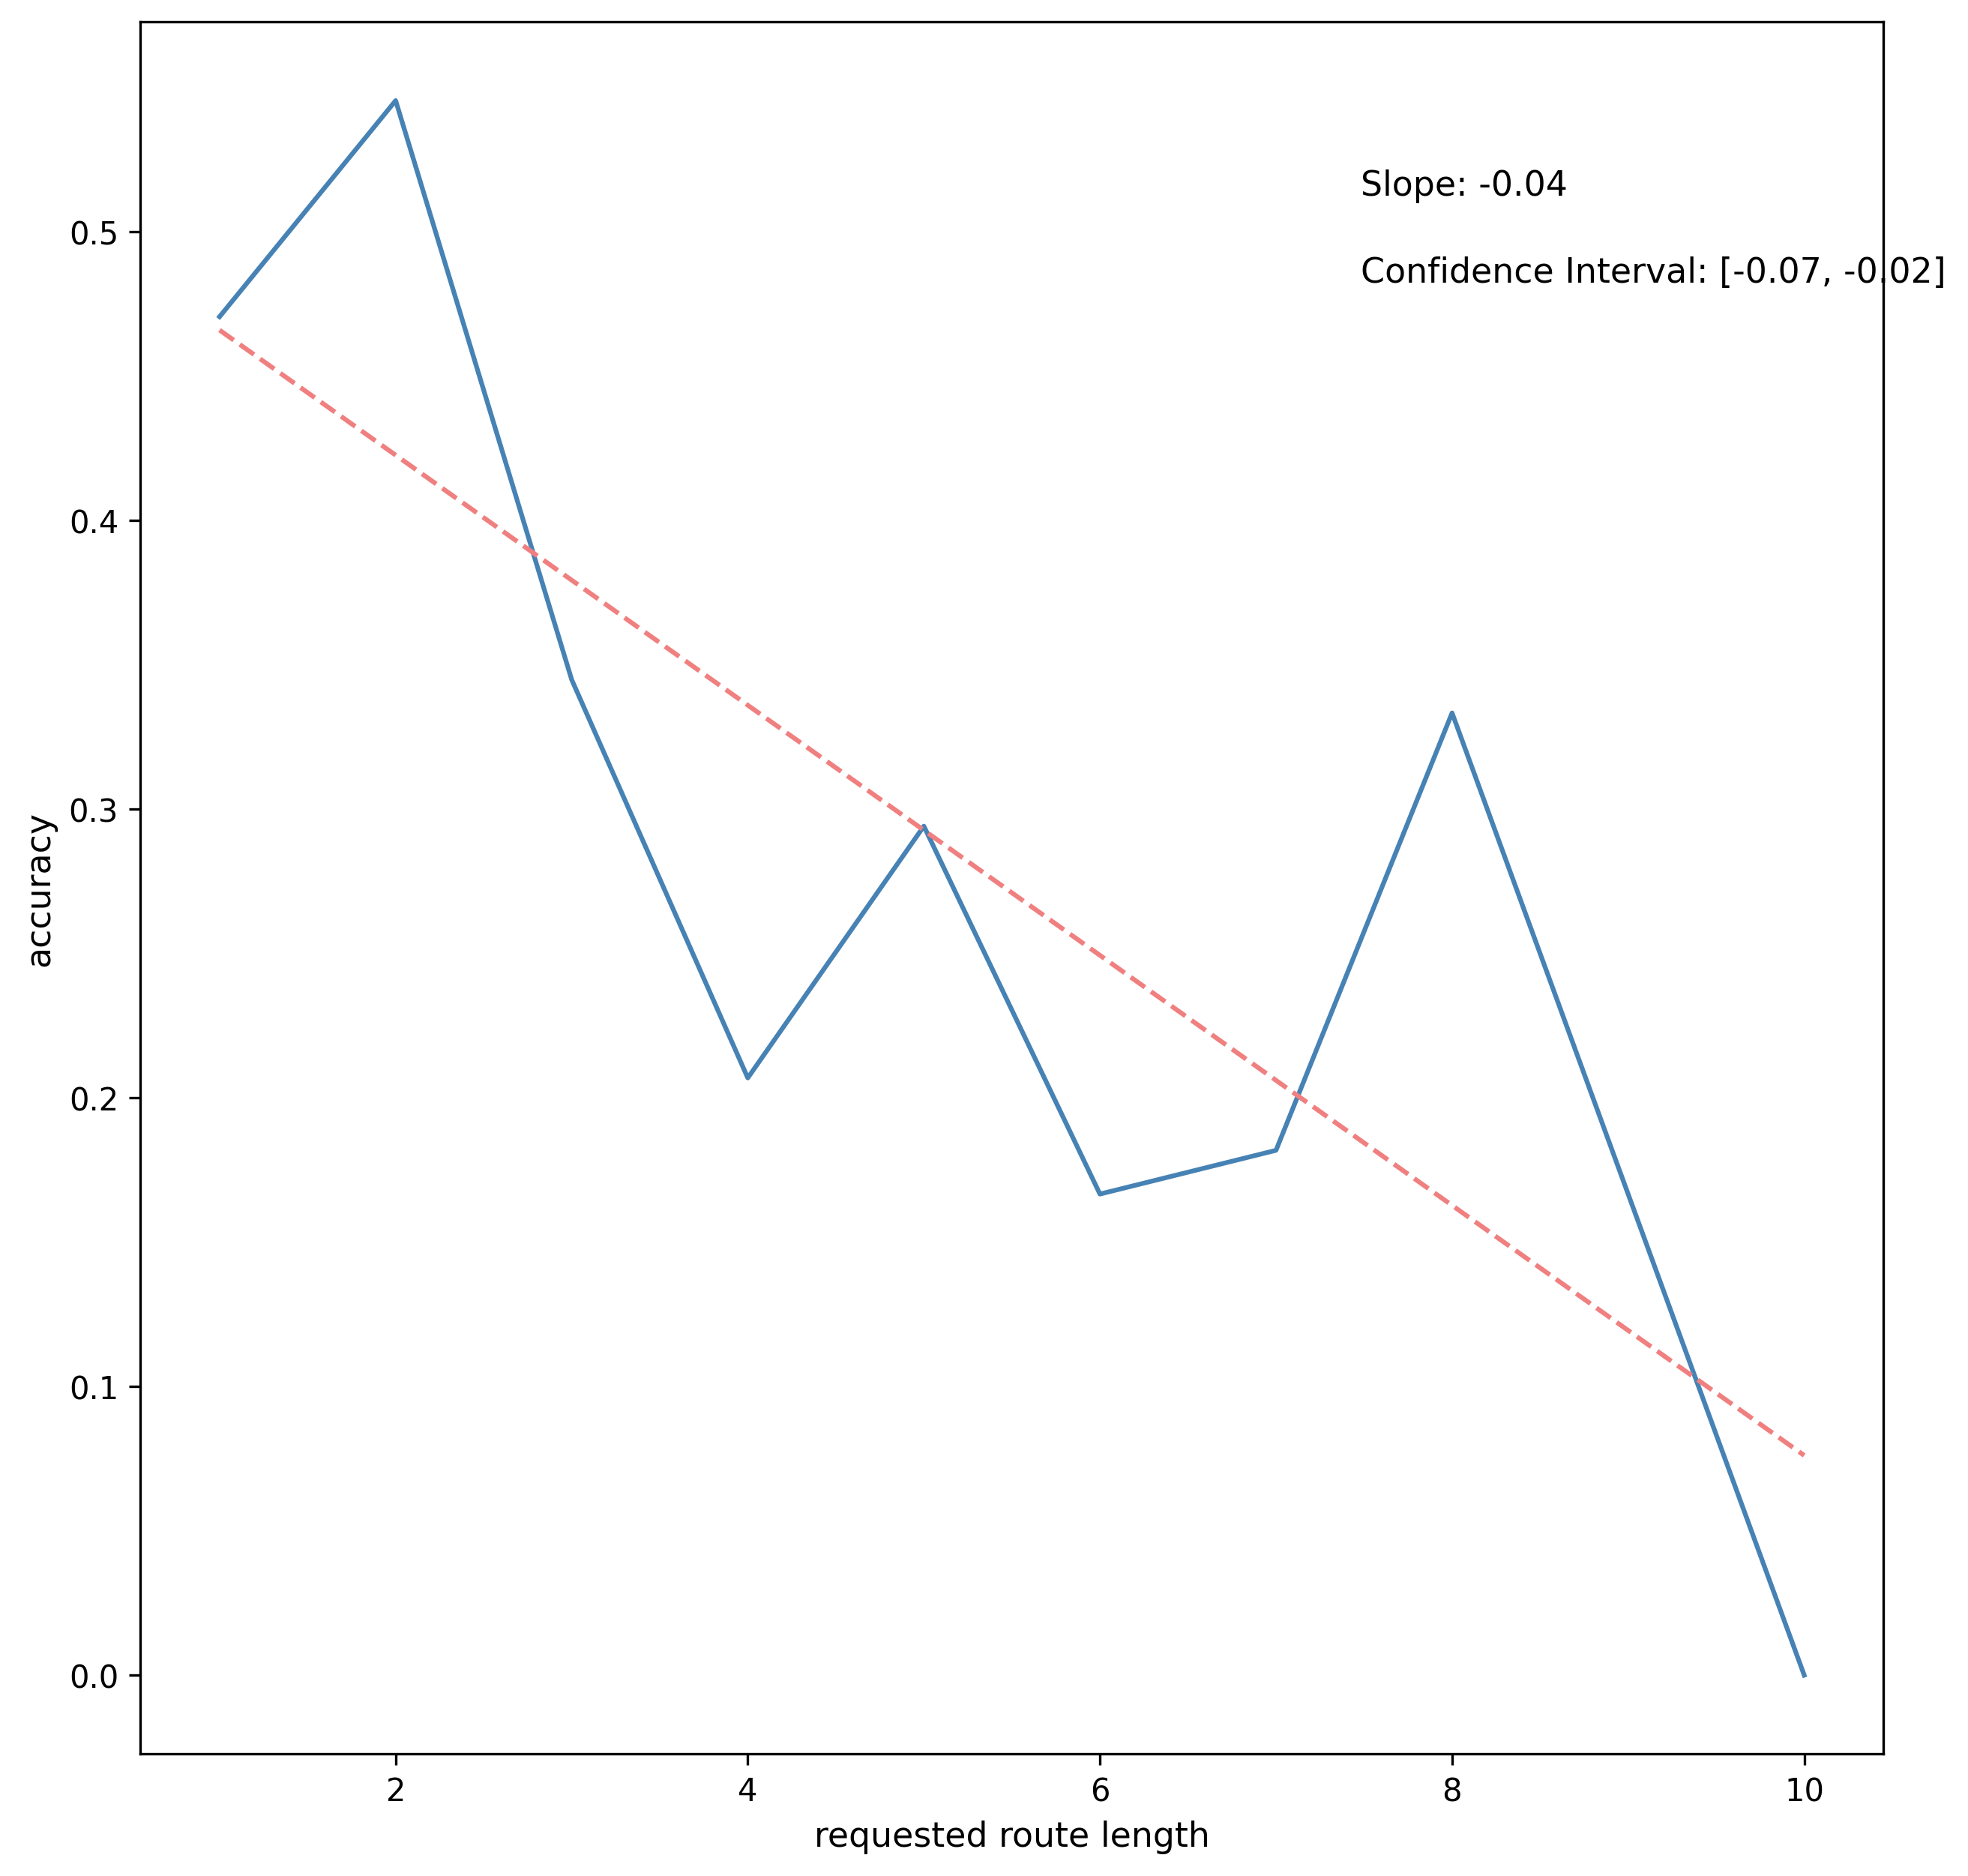 Slope: -0.04
Confidence Interval: [-0.07, -0.02]
0.5
0.4
0.3
0.2
0.1
0.0
accuracy
2 4 6 8 10
requested route length